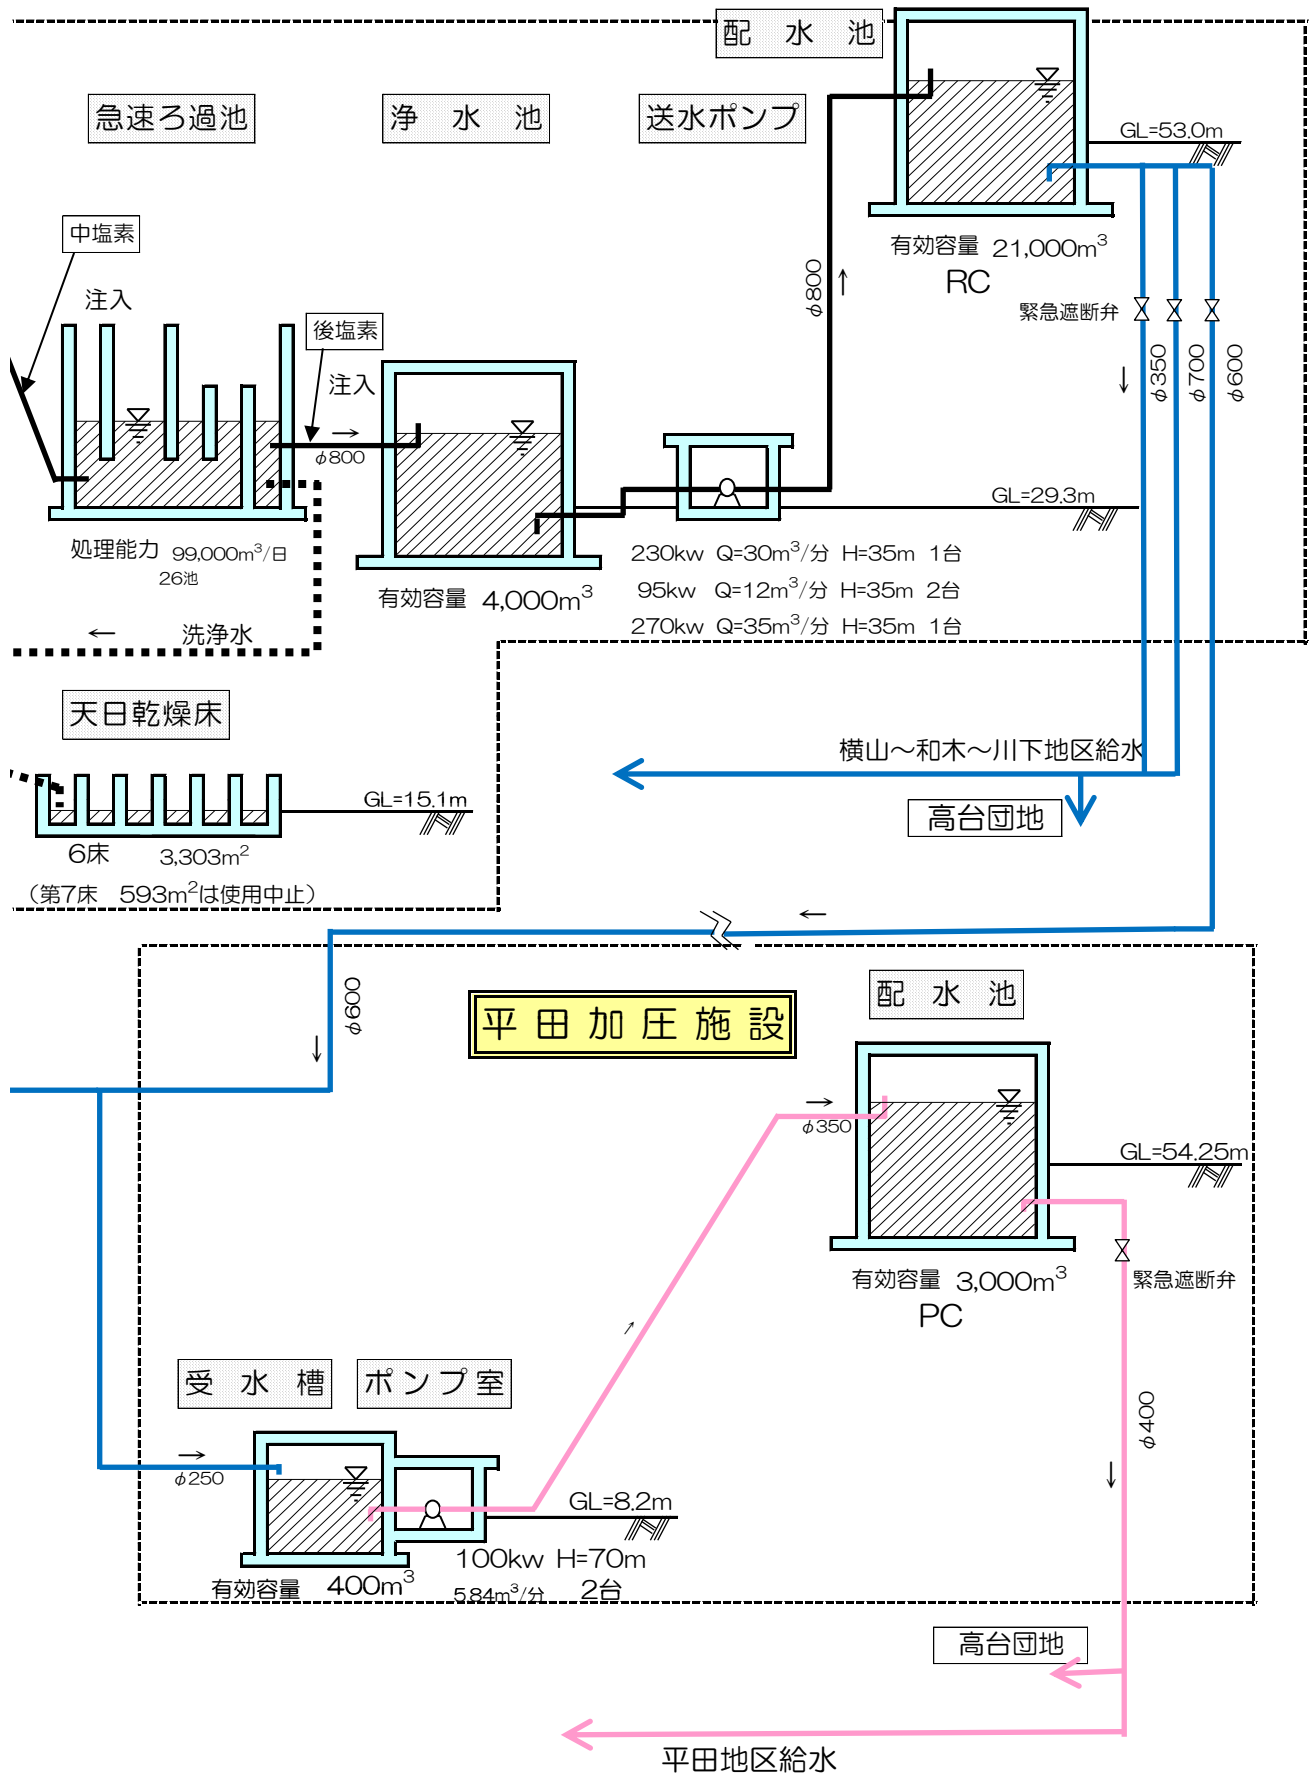 配 水 池
急速ろ過池
浄 水 池
送水ポンプ
GL=53.0m
中塩素
注入
後塩素
注入
φ800
有効容量 21,000m³
RC
φ800
緊急遮断弁
φ350
φ700
φ600
GL=29.3m
処理能力 99,000m³/日
26池
有効容量 4,000m³
230kw Q=30m³/分 H=35m 1台
95kw Q=12m³/分 H=35m 2台
270kw Q=35m³/分 H=35m 1台
← 洗浄水
天日乾燥床
GL=15.1m
6床 3,303m²
（第7床 593m²は使用中止）
横山～和木～川下地区給水
高台団地
φ600
平田加圧施設
配 水 池
φ350
GL=54.25m
有効容量 3,000m³
PC
緊急遮断弁
受 水 槽
ポンプ室
φ400
φ250
GL=8.2m
100kw H=70m
5.84m³/分 2台
有効容量 400m³
高台団地
平田地区給水